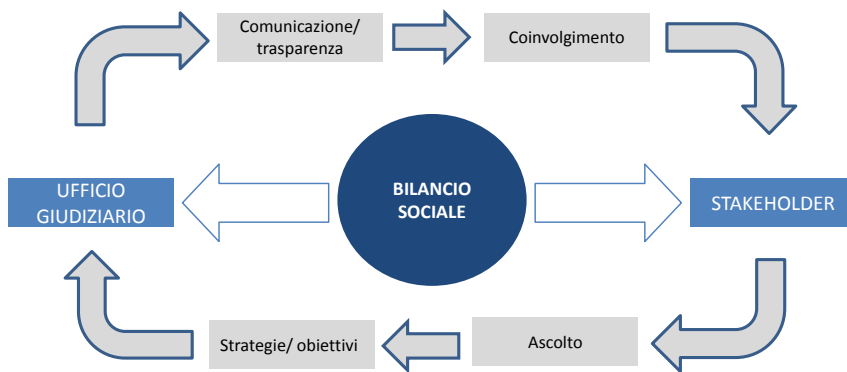 Comunicazione/
trasparenza
Coinvolgimento
UFFICIO
GIUDIZIARIO
BILANCIO
SOCIALE
STAKEHOLDER
Strategie/ obiettivi
Ascolto